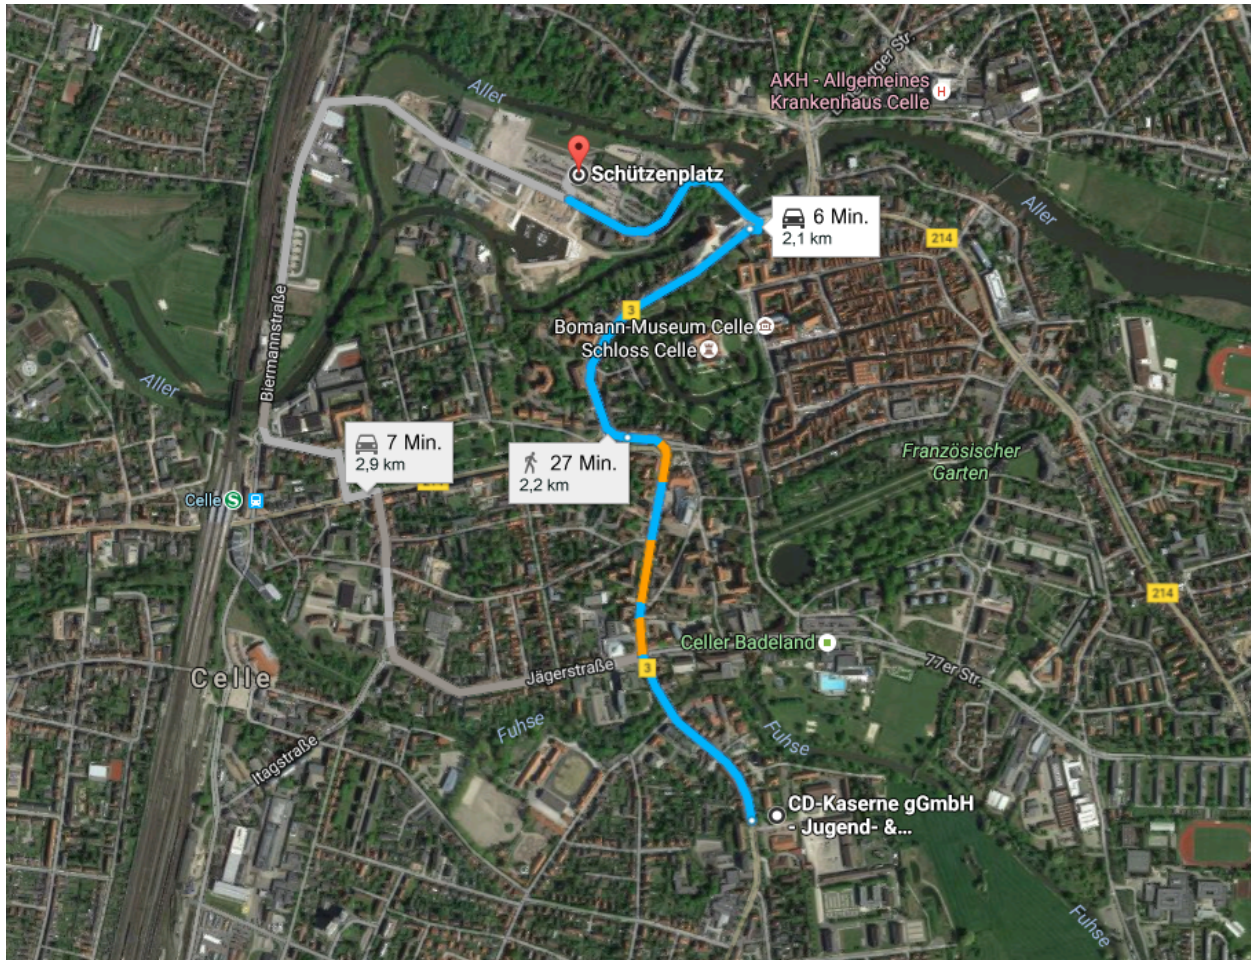 Aller
AKH - Allgemeines
Krankenhaus Celle
H
Schützenplatz
6 Min.
2,1 km
Aller
214
3
Biermannstraße
Bomann-Museum Celle
Schloss Celle
Aller
7 Min.
2,9 km
27 Min.
2,2 km
Französischer
Garten
Celle
S
214
Celler Badeland
Jägerstraße
3
77er Str.
Celle
Fuhse
Fuhse
Itagstraße
CD-Kaserne gGmbH
- Jugend- &...
Fuhse